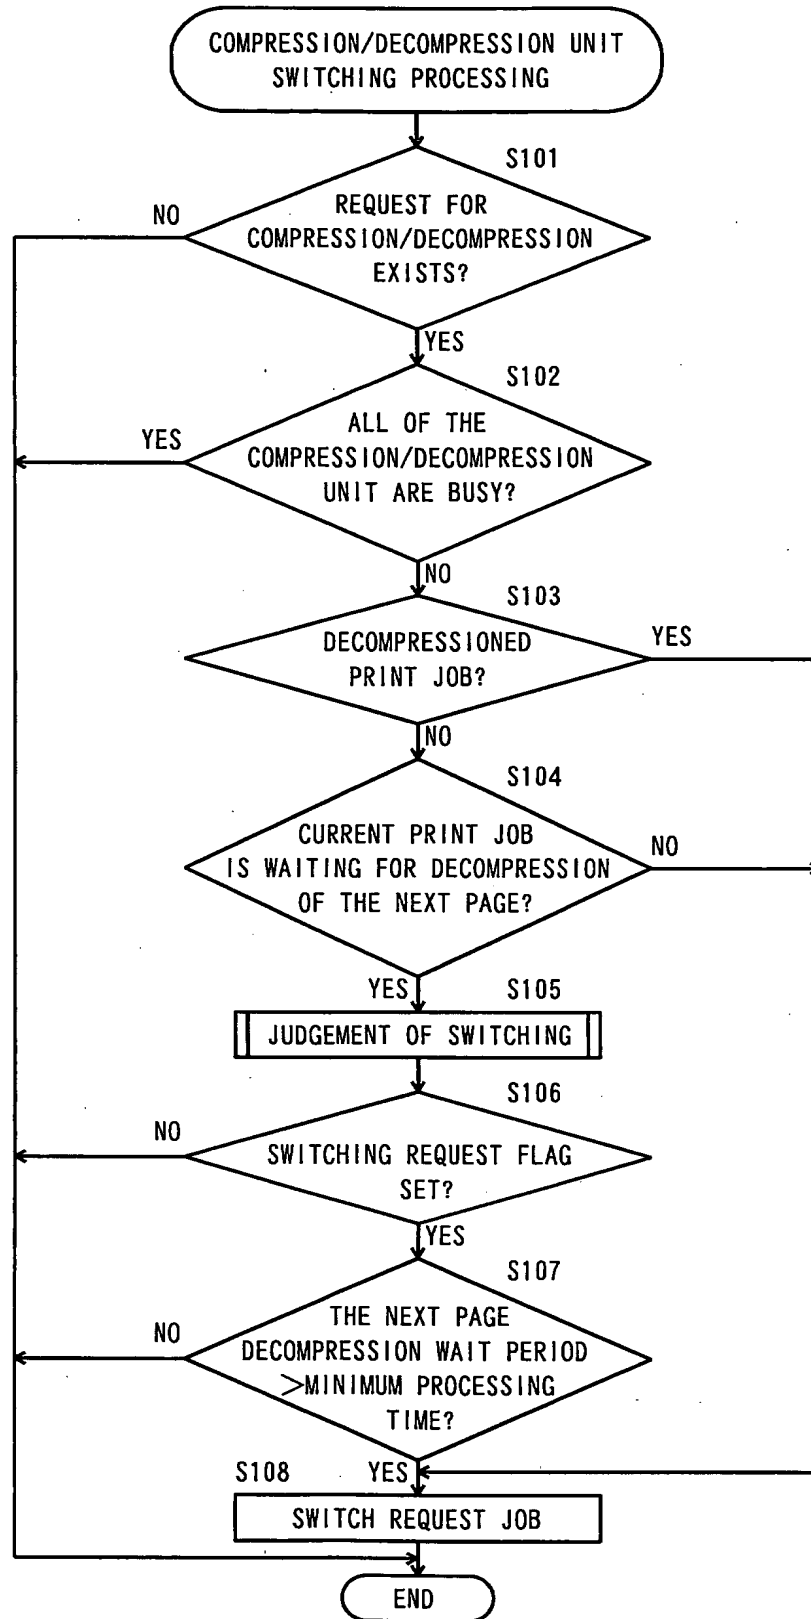 COMPRESSION/DECOMPRESSION UNIT
SWITCHING PROCESSING
S101
NO
REQUEST FOR
COMPRESSION/DECOMPRESSION
EXISTS?
YES
S102
YES
ALL OF THE
COMPRESSION/DECOMPRESSION
UNIT ARE BUSY?
NO
S103
DECOMPRESSIONED
PRINT JOB?
YES
NO
S104
CURRENT PRINT JOB
IS WAITING FOR DECOMPRESSION
OF THE NEXT PAGE?
NO
YES
S105
JUDGEMENT OF SWITCHING
S106
NO
SWITCHING REQUEST FLAG
SET?
YES
S107
NO
THE NEXT PAGE
DECOMPRESSION WAIT PERIOD
>MINIMUM PROCESSING
TIME?
S108
YES
SWITCH REQUEST JOB
END